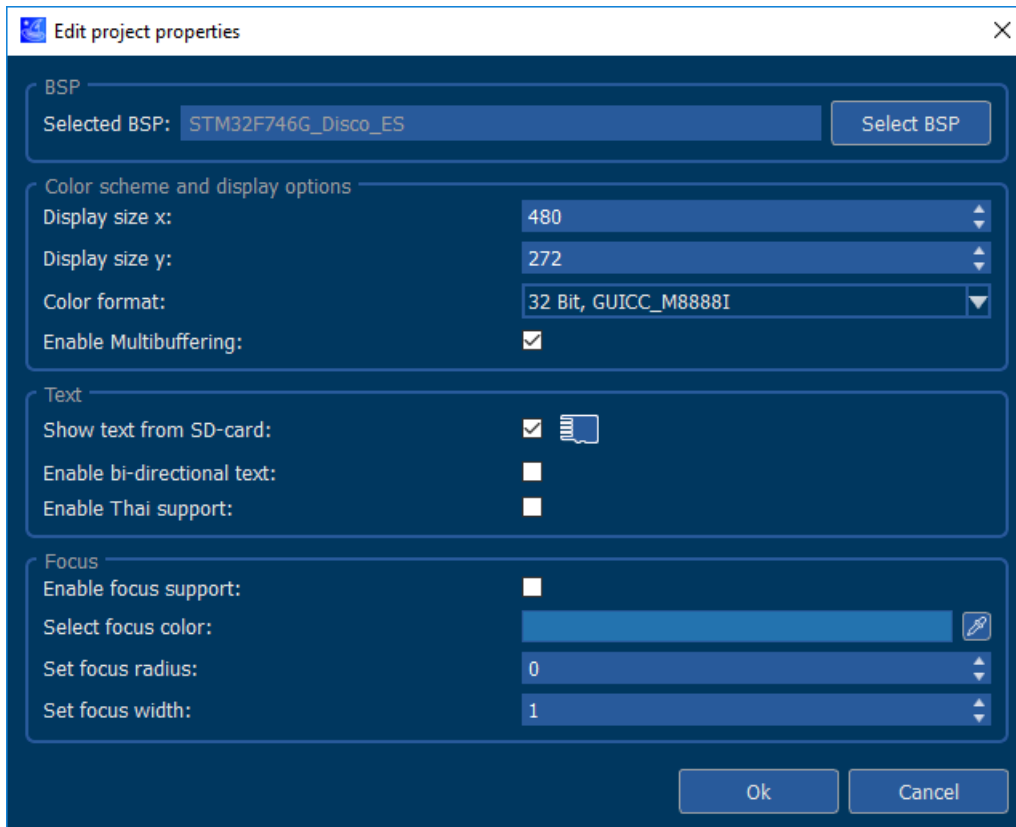 Edit project properties
BSP
Selected BSP: STM32F746G_Disco_ES Select BSP
Color scheme and display options
Display size x: 480
Display size y: 272
Color format: 32 Bit, GUICC_M8888I
Enable Multibuffering:
Text
Show text from SD-card:
Enable bi-directional text:
Enable Thai support:
Focus
Enable focus support:
Select focus color:
Set focus radius: 0
Set focus width: 1
Ok Cancel